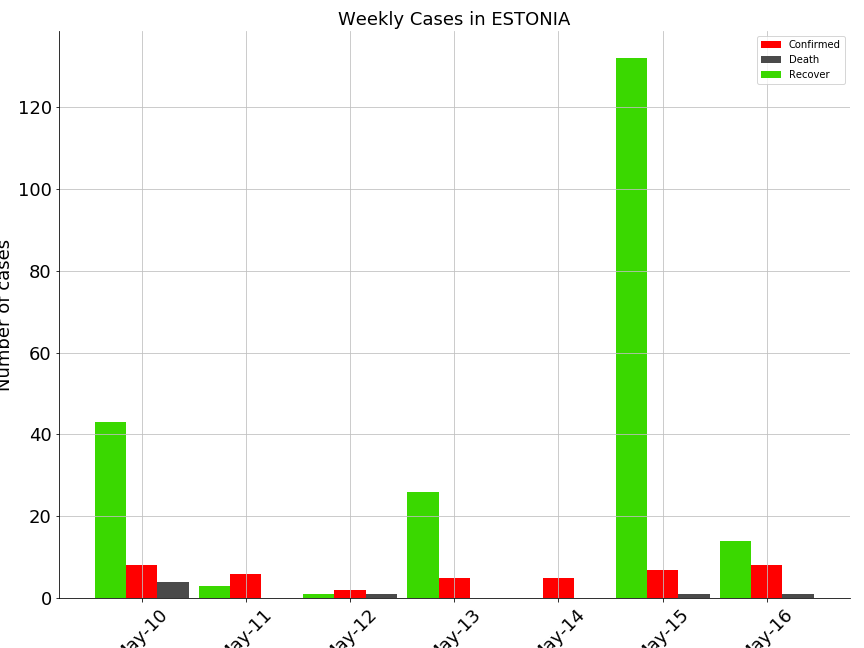 Weekly Cases in ESTONIA
Confirmed
Death
Recover
Number of cases
120
100
80
60
40
20
0
May-10
May-11
May-12
May-13
May-14
May-15
May-16